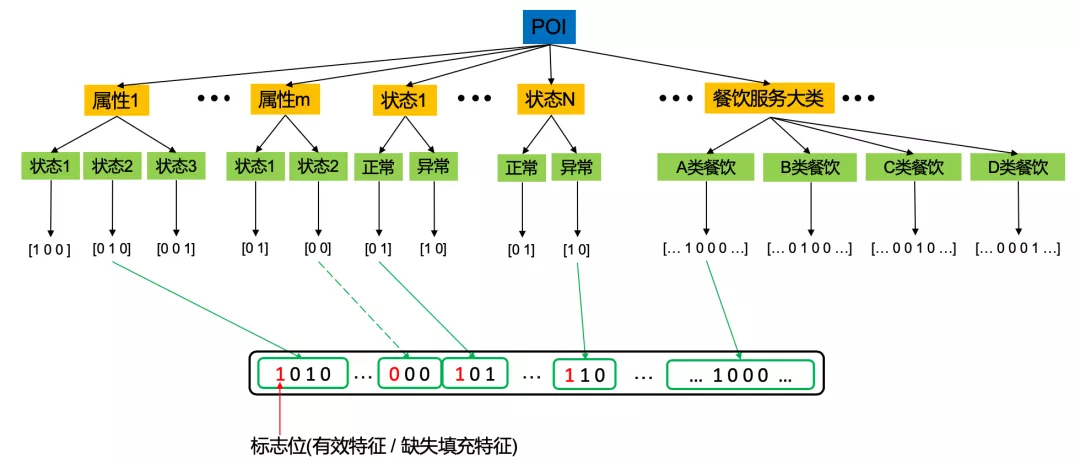 POI
属性1 ••• 属性m 状态1 ••• 状态N ••• 餐饮服务大类 •••
状态1 状态2 状态3 状态1 状态2 正常 异常 正常 异常 A类餐饮 B类餐饮 C类餐饮 D类餐饮
[1 0 0 ] [0 1 0] [0 0 1] [0 1] [0 0] [0 1] [1 0] [0 1] [1 0] [... 1 0 0 0 ...] [... 0 1 0 0 ...] [... 0 0 1 0 ...] [... 0 0 0 1 ...]
1 0 1 0 ... 0 0 0 1 0 1 ... 1 1 0 ... ... 1 0 0 0 ...
标志位(有效特征 / 缺失填充特征)